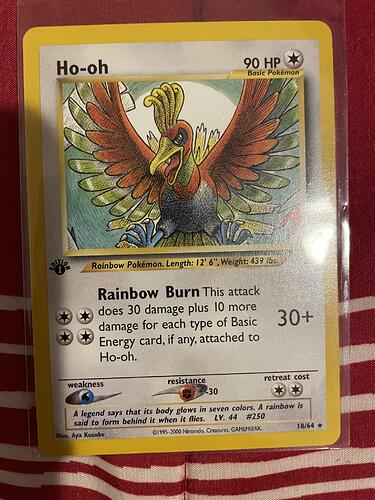 Ho-oh
90 HP
Basic Pokémon
EDITION
1
Rainbow Pokémon. Length: 12' 6", Weight: 439 lbs.
Rainbow Burn This attack
does 30 damage plus 10 more
damage for each type of Basic
Energy card, if any, attached to
Ho-oh.
30+
weakness
resistance
-30
retreat cost
A legend says that its body glows in seven colors. A rainbow is
said to form behind it when it flies. LV. 44 #250
Illus. Aya Kusube
©1995-2000 Nintendo, Creatures, GAMEFREAK.
18/64 ★